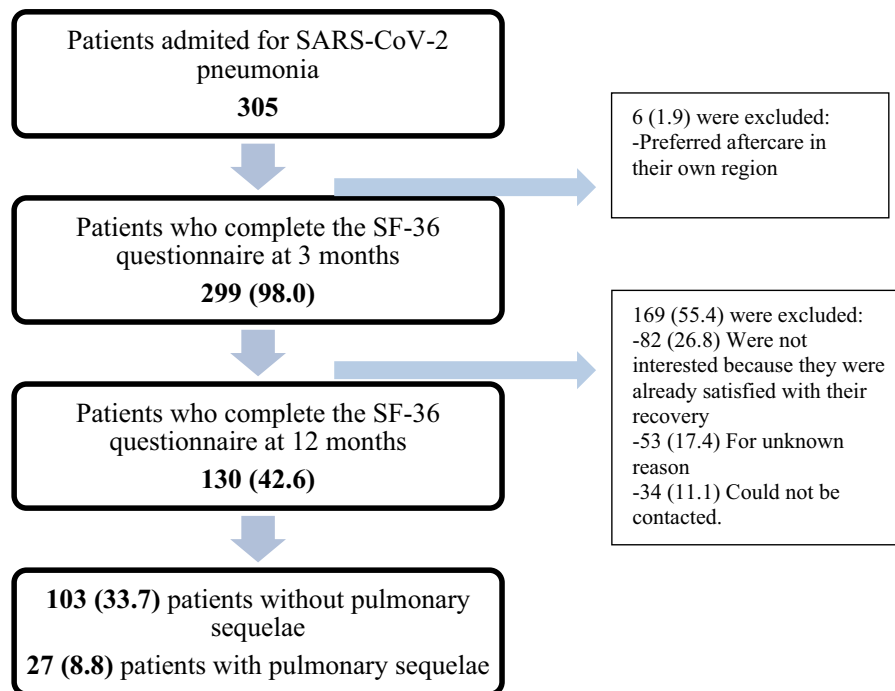 Patients admited for SARS-CoV-2
pneumonia
305
6 (1.9) were excluded:
-Preferred aftercare in
their own region
Patients who complete the SF-36
questionnaire at 3 months
299 (98.0)
169 (55.4) were excluded:
-82 (26.8) Were not
interested because they were
already satisfied with their
recovery
-53 (17.4) For unknown
reason
-34 (11.1) Could not be
contacted.
Patients who complete the SF-36
questionnaire at 12 months
130 (42.6)
103 (33.7) patients without pulmonary
sequelae
27 (8.8) patients with pulmonary sequelae